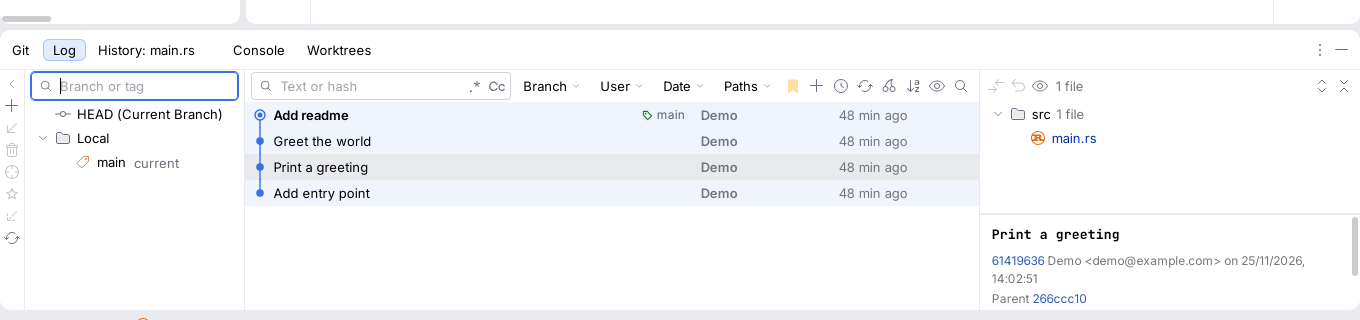 Git Log History: main.rs Console Worktrees
Branch or tag
Text or hash .* Cc Branch User Date Paths
1 file
HEAD (Current Branch)
Local
main current
Add readme main Demo 48 min ago
Greet the world Demo 48 min ago
Print a greeting Demo 48 min ago
Add entry point Demo 48 min ago
src 1 file
main.rs
Print a greeting
61419636 Demo <demo@example.com> on 25/11/2026,
14:02:51
Parent 266ccc10